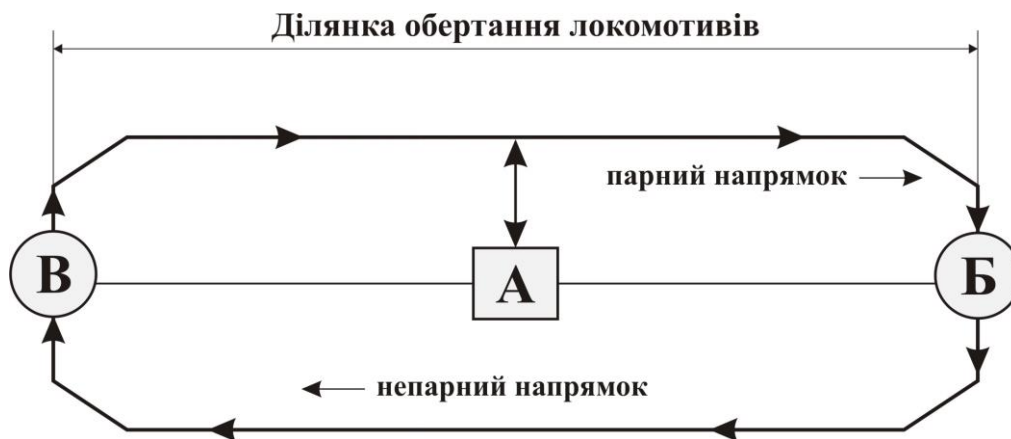 Ділянка обертання локомотивів
парний напрямок
В
А
Б
непарний напрямок